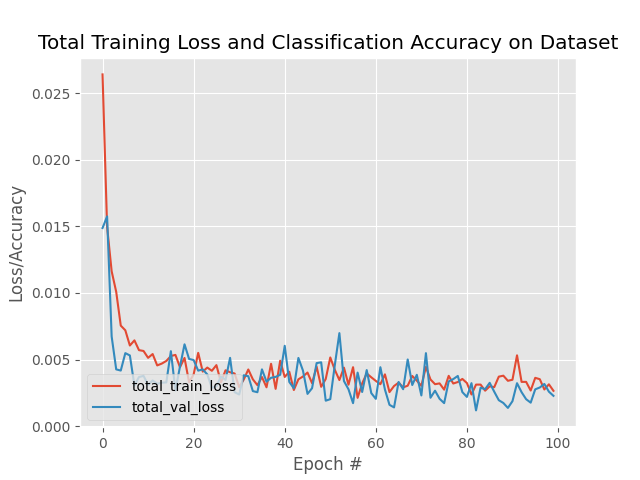 Total Training Loss and Classification Accuracy on Dataset
Loss/Accuracy
0.025
0.020
0.015
0.010
0.005
0.000
total_train_loss
total_val_loss
0 20 40 60 80 100
Epoch #